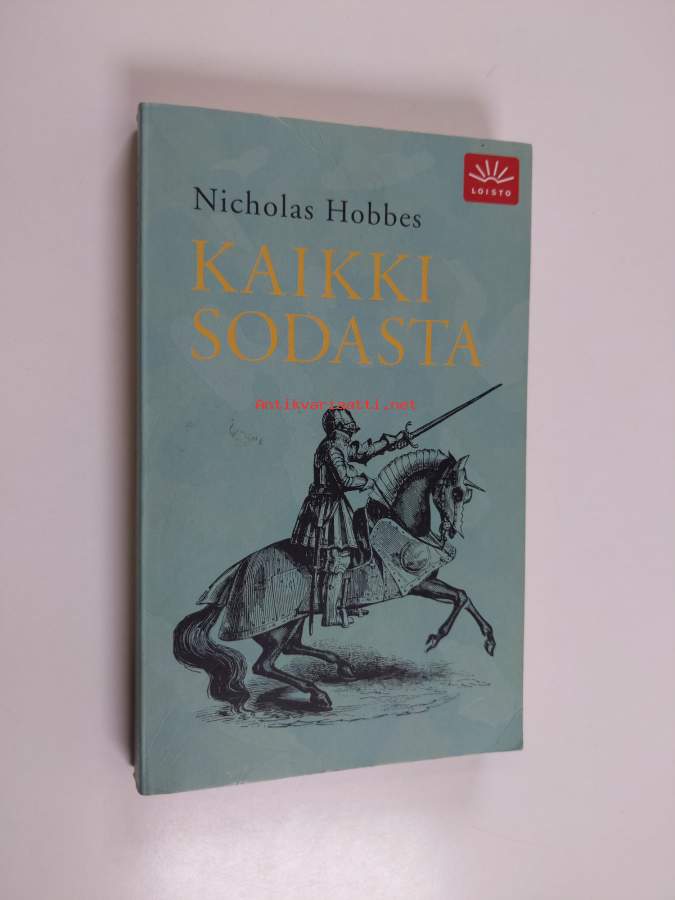 LOISTO
Nicholas Hobbes
KAIKKI
SODASTA
Antikvariaatti.net